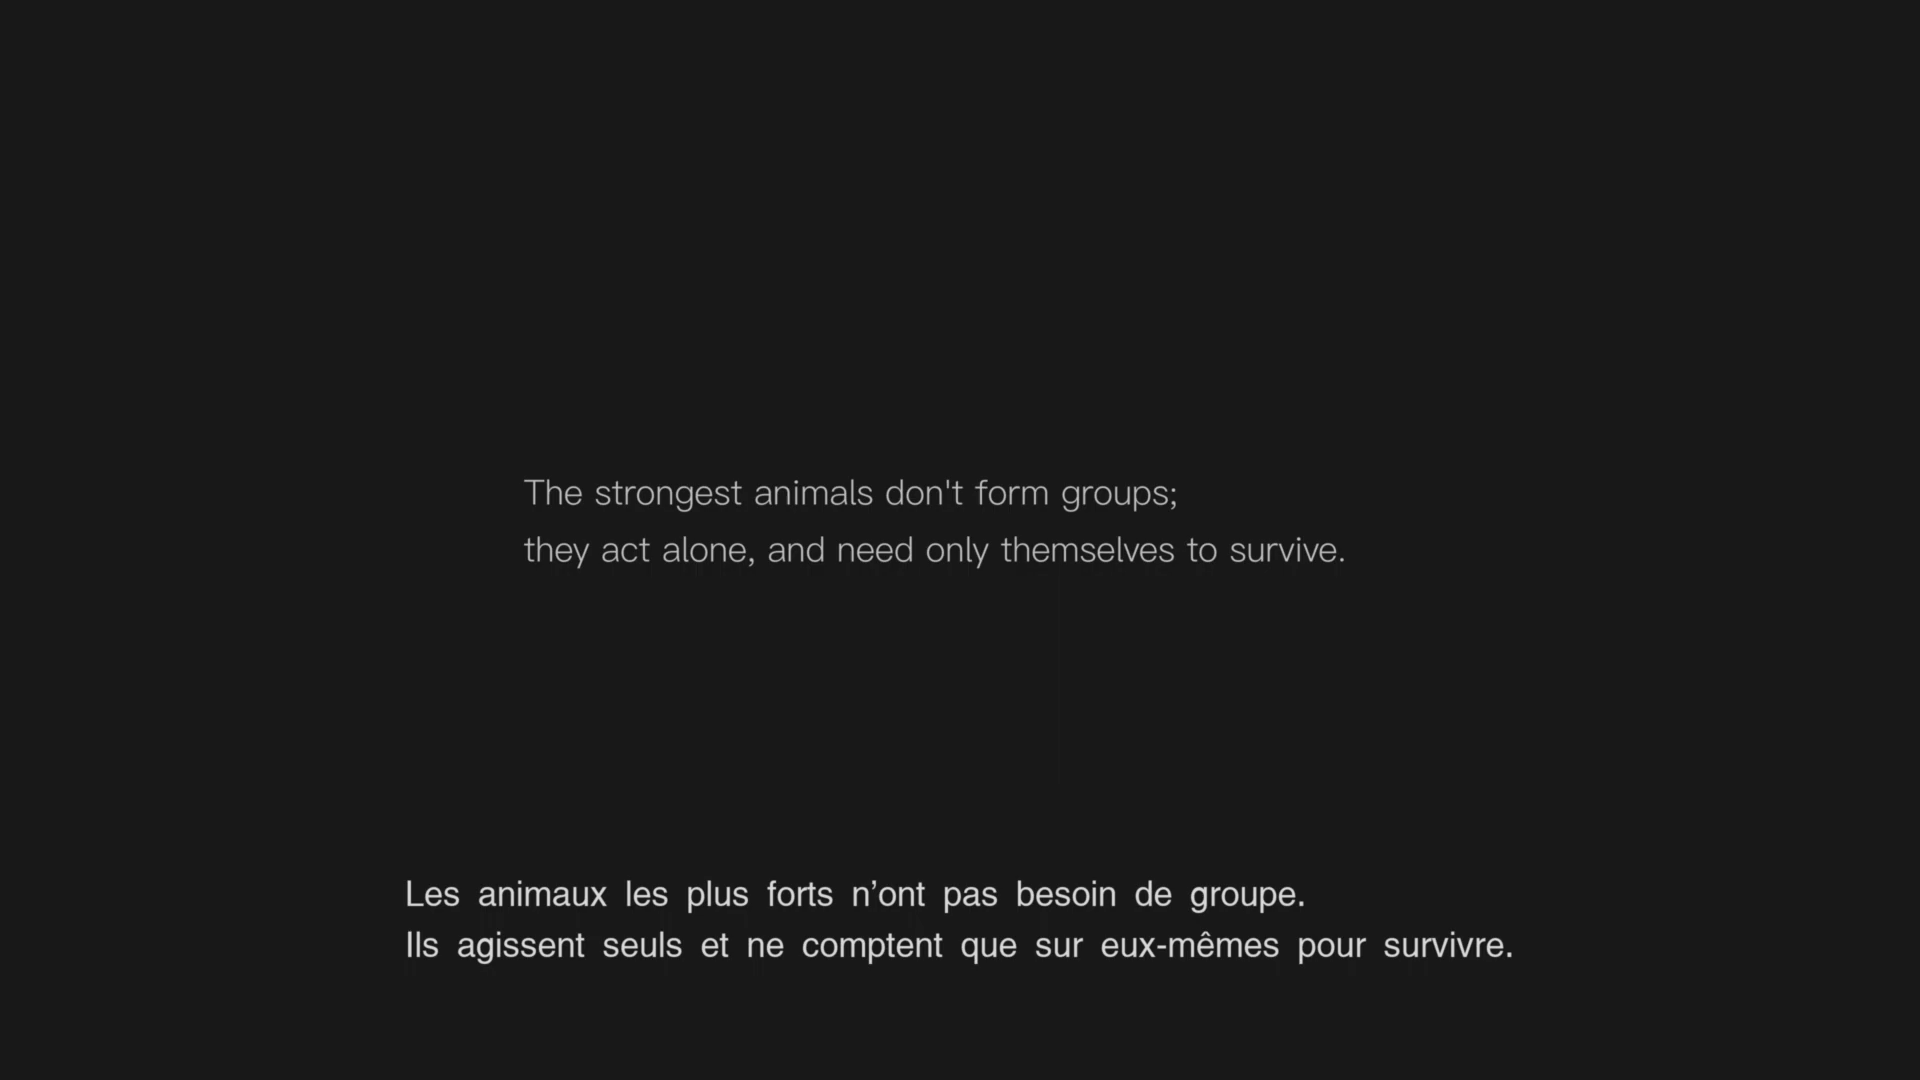 The strongest animals don't form groups;
they act alone, and need only themselves to survive.
Les animaux les plus forts n’ont pas besoin de groupe.
Ils agissent seuls et ne comptent que sur eux-mêmes pour survivre.